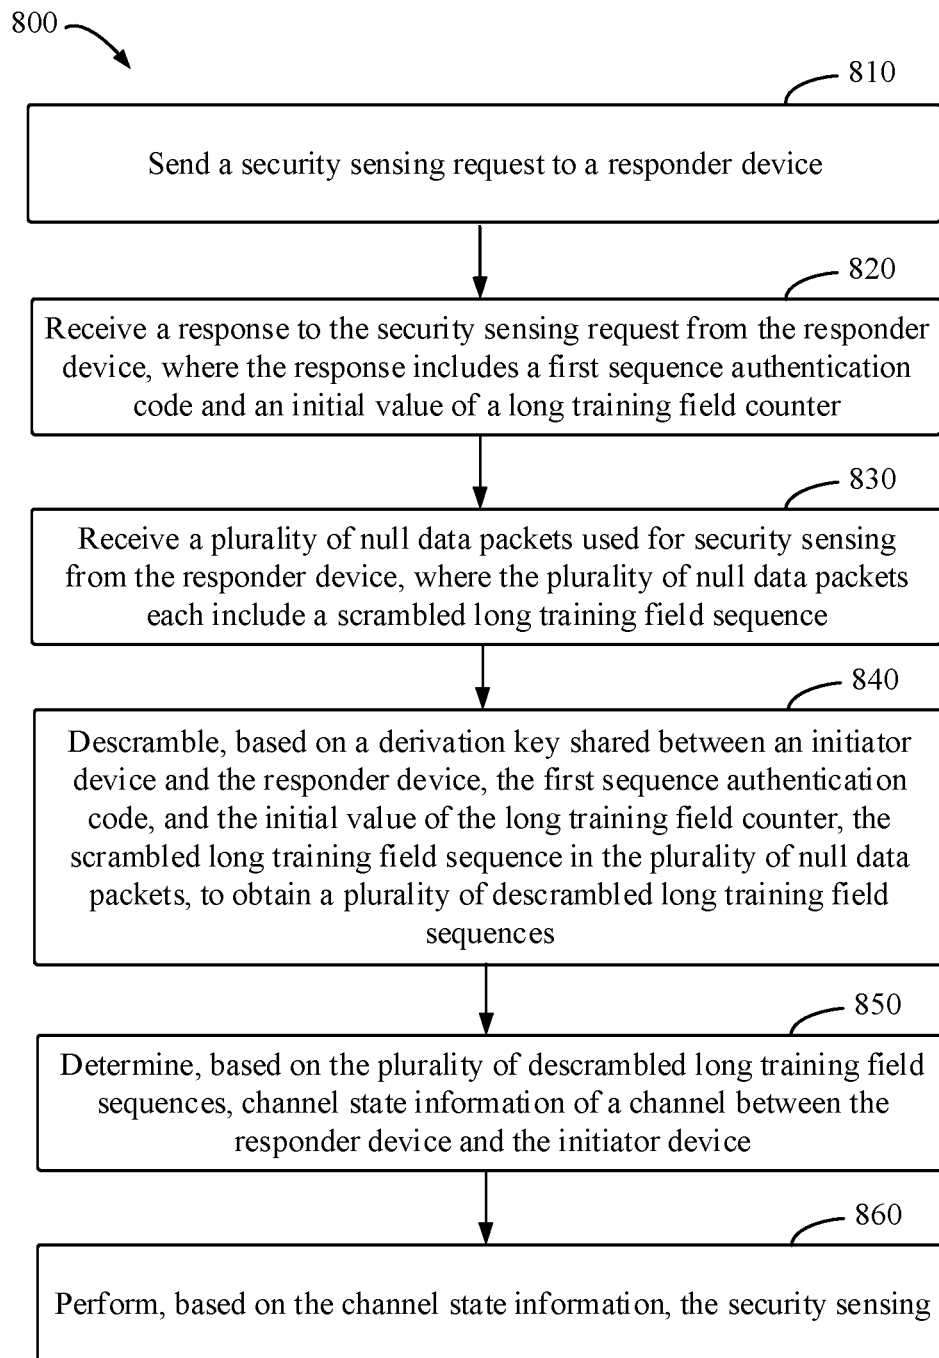 800
810
Send a security sensing request to a responder device
820
Receive a response to the security sensing request from the responder
device, where the response includes a first sequence authentication
code and an initial value of a long training field counter
830
Receive a plurality of null data packets used for security sensing
from the responder device, where the plurality of null data packets
each include a scrambled long training field sequence
840
Descramble, based on a derivation key shared between an initiator
device and the responder device, the first sequence authentication
code, and the initial value of the long training field counter, the
scrambled long training field sequence in the plurality of null data
packets, to obtain a plurality of descrambled long training field
sequences
850
Determine, based on the plurality of descrambled long training field
sequences, channel state information of a channel between the
responder device and the initiator device
860
Perform, based on the channel state information, the security sensing